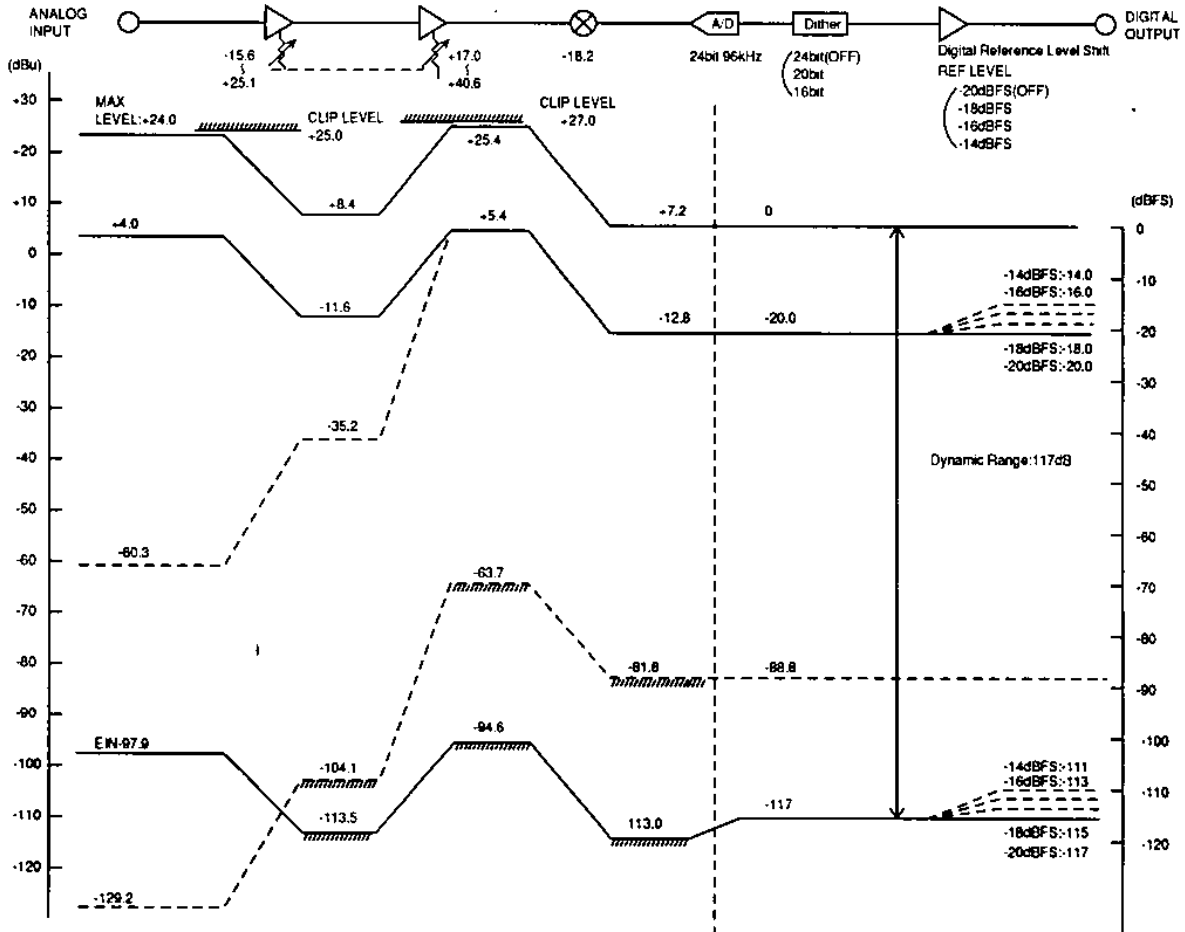 ANALOG
INPUT
A/D
Dither
DIGITAL
OUTPUT
(dBu)
-15.6
~
+25.1
+17.0
~
+40.6
-18.2
24bit 96kHz
24bit(OFF)
20bit
16bit
Digital Reference Level Shift
REF LEVEL
-20dBFS(OFF)
-18dBFS
-16dBFS
-14dBFS
+30
+20
+10
0
-10
-20
-30
-40
-50
-60
-70
-80
-90
-100
-110
-120
MAX
LEVEL:+24.0
CLIP LEVEL
+25.0
CLIP LEVEL
+27.0
+25.4
+8.4
+7.2
0
+4.0
+5.4
-11.6
-12.8
-20.0
-35.2
-60.3
-63.7
-81.8
-88.8
EIN-97.9
-94.6
-104.1
-113.5
113.0
-117
-129.2
-14dBFS:-14.0
-16dBFS:-16.0
-18dBFS:-18.0
-20dBFS:-20.0
Dynamic Range:117dB
-14dBFS:-111
-16dBFS:-113
-18dBFS:-115
-20dBFS:-117
(dBFS)
0
-10
-20
-30
-40
-50
-60
-70
-80
-90
-100
-110
-120